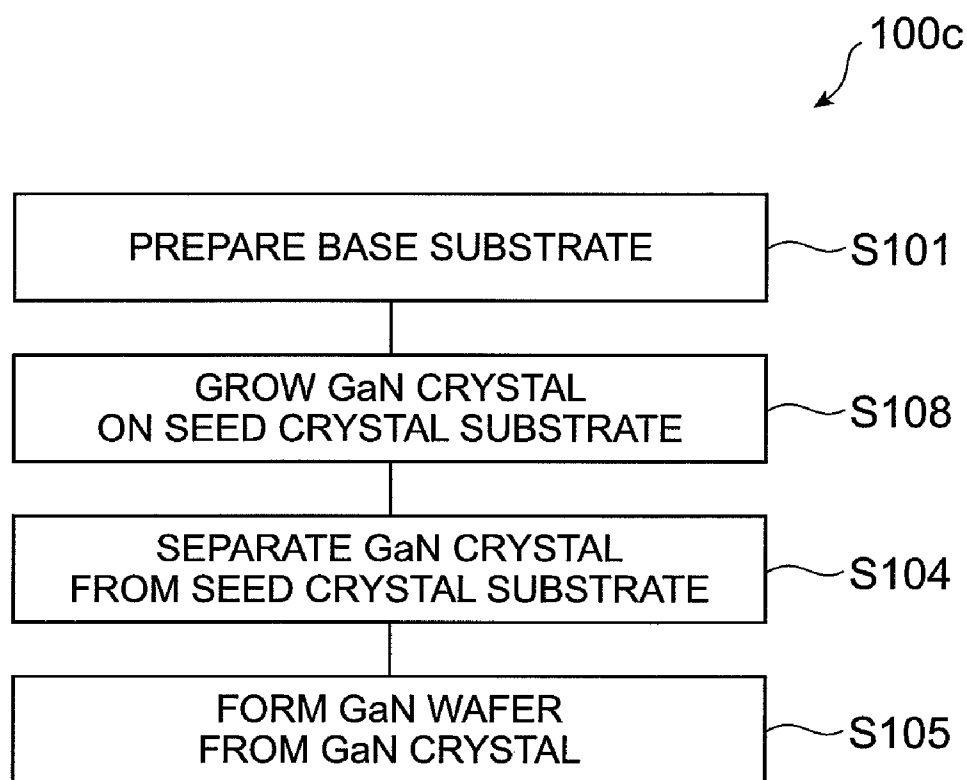 100c
PREPARE BASE SUBSTRATE
S101
GROW GaN CRYSTAL
ON SEED CRYSTAL SUBSTRATE
S108
SEPARATE GaN CRYSTAL
FROM SEED CRYSTAL SUBSTRATE
S104
FORM GaN WAFER
FROM GaN CRYSTAL
S105